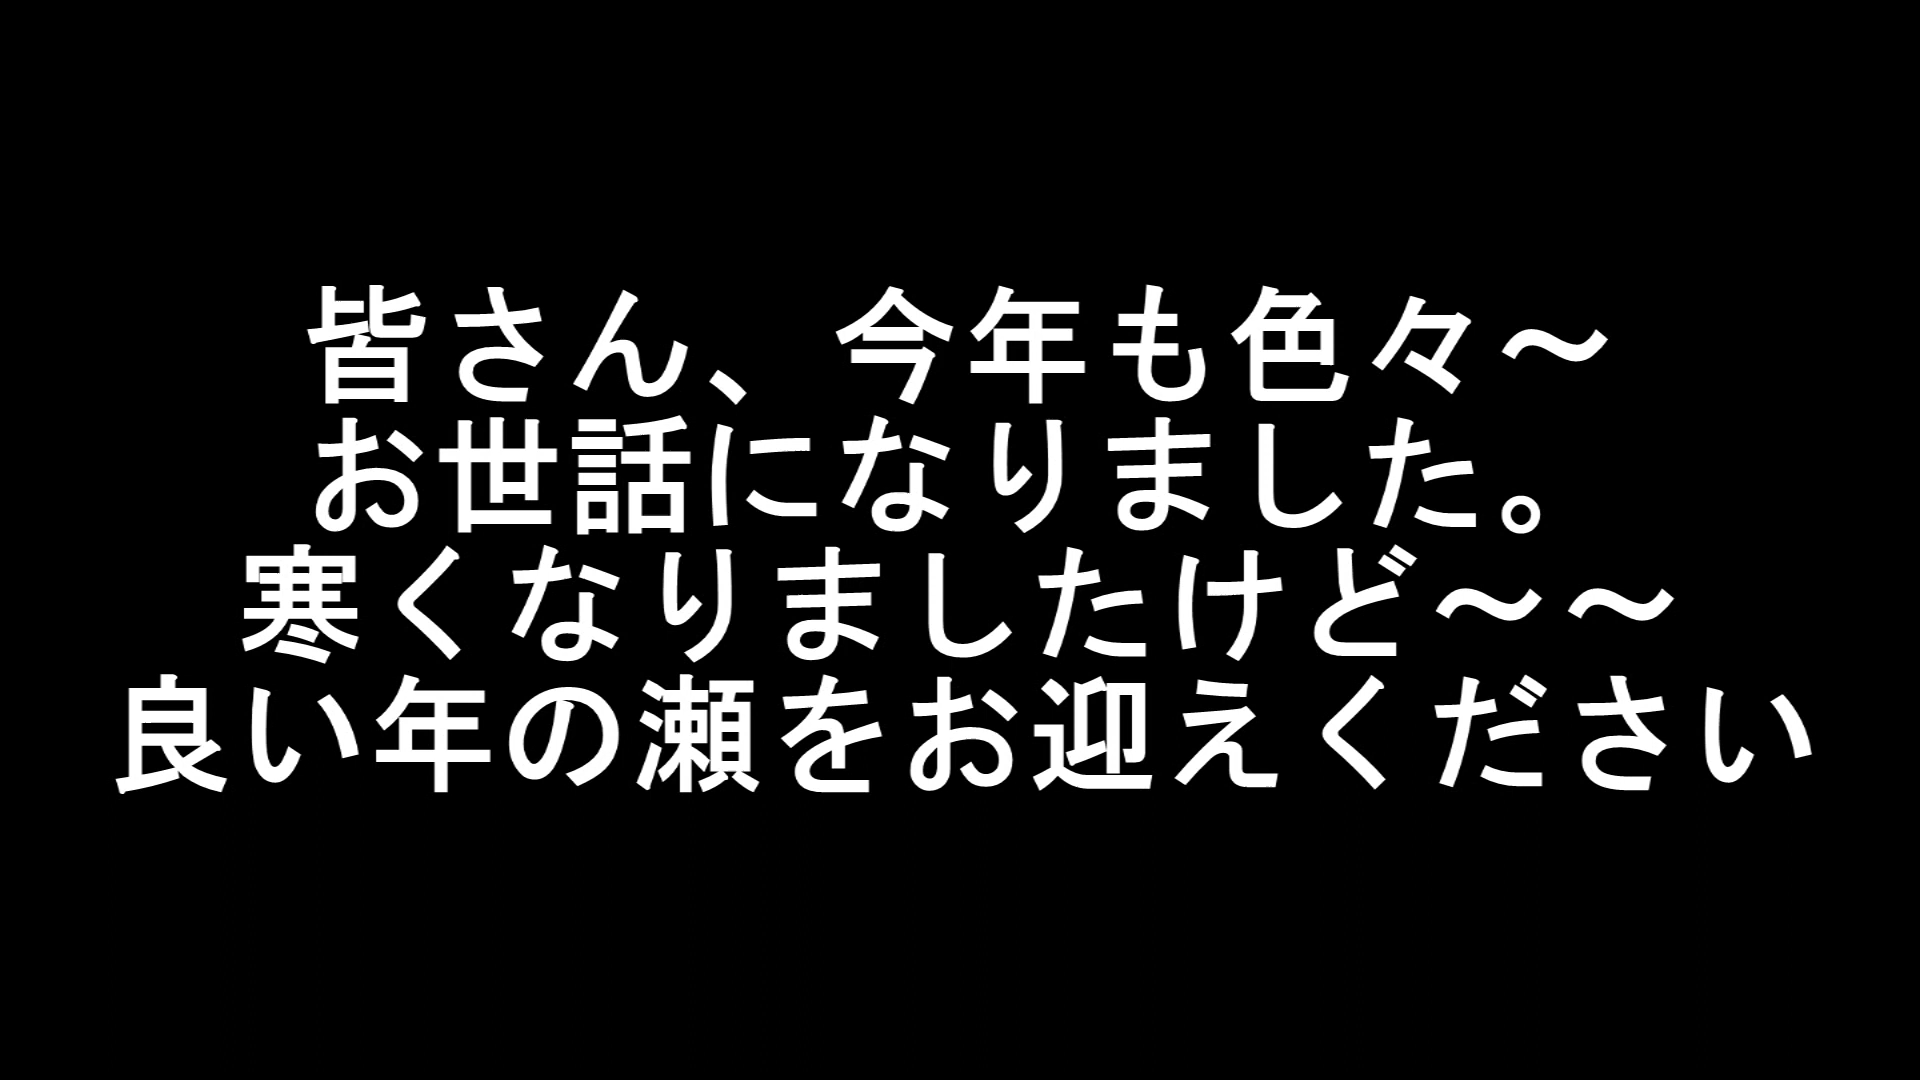 皆さん、今年も色々～
お世話になりました。
寒くなりましたけど～～
良い年の瀬をお迎えください